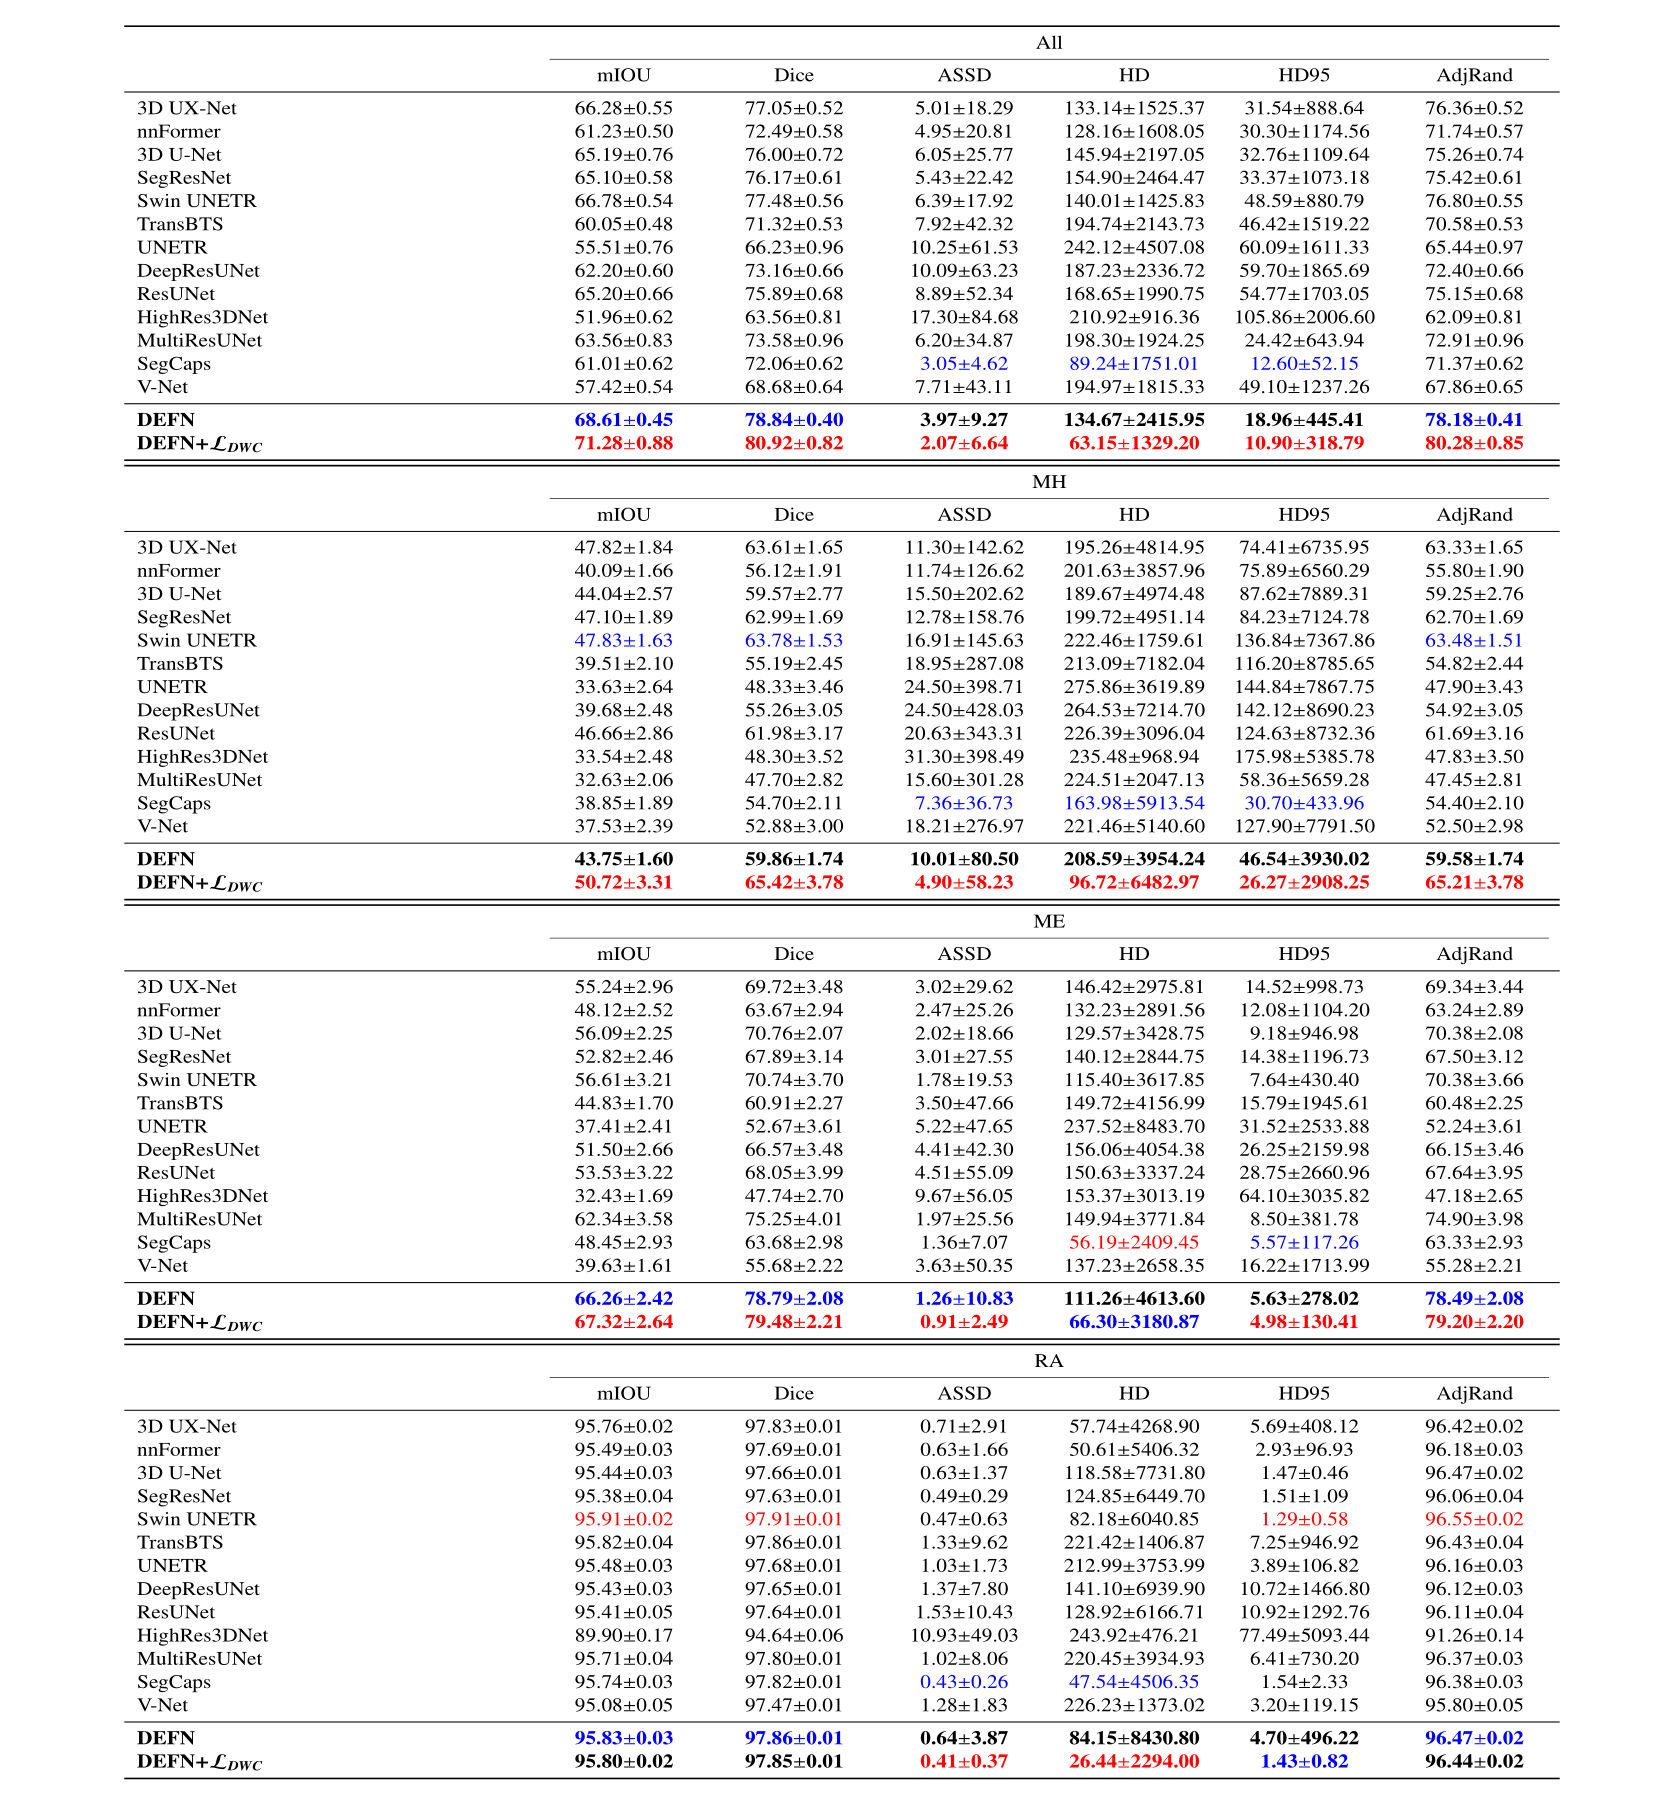 All
mIOU Dice ASSD HD HD95 AdjRand
3D UX-Net 66.28±0.55 77.05±0.52 5.01±18.29 133.14±1525.37 31.54±888.64 76.36±0.52
nnFormer 61.23±0.50 72.49±0.58 4.95±20.81 128.16±1608.05 30.30±1174.56 71.74±0.57
3D U-Net 65.19±0.76 76.00±0.72 6.05±25.77 145.94±2197.05 32.76±1109.64 75.26±0.74
SegResNet 65.10±0.58 76.17±0.61 5.43±22.42 154.90±2464.47 33.37±1073.18 75.42±0.61
Swin UNETR 66.78±0.54 77.48±0.56 6.39±17.92 140.01±1425.83 48.59±880.79 76.80±0.55
TransBTS 60.05±0.48 71.32±0.53 7.92±42.32 194.74±2143.73 46.42±1519.22 70.58±0.53
UNETR 55.51±0.76 66.23±0.96 10.25±61.53 242.12±4507.08 60.09±1611.33 65.44±0.97
DeepResUNet 62.20±0.60 73.16±0.66 10.09±63.23 187.23±2336.72 59.70±1865.69 72.40±0.66
ResUNet 65.20±0.66 75.89±0.68 8.89±52.34 168.65±1990.75 54.77±1703.05 75.15±0.68
HighRes3DNet 51.96±0.62 63.56±0.81 17.30±84.68 210.92±916.36 105.86±2006.60 62.09±0.81
MultiResUNet 63.56±0.83 73.58±0.96 6.20±34.87 198.30±1924.25 24.42±643.94 72.91±0.96
SegCaps 61.01±0.62 72.06±0.62 3.05±4.62 89.24±1751.01 12.60±52.15 71.37±0.62
V-Net 57.42±0.54 68.68±0.64 7.71±43.11 194.97±1815.33 49.10±1237.26 67.86±0.65
DEFN 68.61±0.45 78.84±0.40 3.97±9.27 134.67±2415.95 18.96±445.41 78.18±0.41
DEFN+ℒDWC 71.28±0.88 80.92±0.82 2.07±6.64 63.15±1329.20 10.90±318.79 80.28±0.85
MH
mIOU Dice ASSD HD HD95 AdjRand
3D UX-Net 47.82±1.84 63.61±1.65 11.30±142.62 195.26±4814.95 74.41±6735.95 63.33±1.65
nnFormer 40.09±1.66 56.12±1.91 11.74±126.62 201.63±3857.96 75.89±6560.29 55.80±1.90
3D U-Net 44.04±2.57 59.57±2.77 15.50±202.62 189.67±4974.48 87.62±7889.31 59.25±2.76
SegResNet 47.10±1.89 62.99±1.69 12.78±158.76 199.72±4951.14 84.23±7124.78 62.70±1.69
Swin UNETR 47.83±1.63 63.78±1.53 16.91±145.63 222.46±1759.61 136.84±7367.86 63.48±1.51
TransBTS 39.51±2.10 55.19±2.45 18.95±287.08 213.09±7182.04 116.20±8785.65 54.82±2.44
UNETR 33.63±2.64 48.33±3.46 24.50±398.71 275.86±3619.89 144.84±7867.75 47.90±3.43
DeepResUNet 39.68±2.48 55.26±3.05 24.50±428.03 264.53±7214.70 142.12±8690.23 54.92±3.05
ResUNet 46.66±2.86 61.98±3.17 20.63±343.31 226.39±3096.04 124.63±8732.36 61.69±3.16
HighRes3DNet 33.54±2.48 48.30±3.52 31.30±398.49 235.48±968.94 175.98±5385.78 47.83±3.50
MultiResUNet 32.63±2.06 47.70±2.82 15.60±301.28 224.51±2047.13 58.36±5659.28 47.45±2.81
SegCaps 38.85±1.89 54.70±2.11 7.36±36.73 163.98±5913.54 30.70±433.96 54.40±2.10
V-Net 37.53±2.39 52.88±3.00 18.21±276.97 221.46±5140.60 127.90±7791.50 52.50±2.98
DEFN 43.75±1.60 59.86±1.74 10.01±80.50 208.59±3954.24 46.54±3930.02 59.58±1.74
DEFN+ℒDWC 50.72±3.31 65.42±3.78 4.90±58.23 96.72±6482.97 26.27±2908.25 65.21±3.78
ME
mIOU Dice ASSD HD HD95 AdjRand
3D UX-Net 55.24±2.96 69.72±3.48 3.02±29.62 146.42±2975.81 14.52±998.73 69.34±3.44
nnFormer 48.12±2.52 63.67±2.94 2.47±25.26 132.23±2891.56 12.08±1104.20 63.24±2.89
3D U-Net 56.09±2.25 70.76±2.07 2.02±18.66 129.57±3428.75 9.18±946.98 70.38±2.08
SegResNet 52.82±2.46 67.89±3.14 3.01±27.55 140.12±2844.75 14.38±1196.73 67.50±3.12
Swin UNETR 56.61±3.21 70.74±3.70 1.78±19.53 115.40±3617.85 7.64±430.40 70.38±3.66
TransBTS 44.83±1.70 60.91±2.27 3.50±47.66 149.72±4156.99 15.79±1945.61 60.48±2.25
UNETR 37.41±2.41 52.67±3.61 5.22±47.65 237.52±8483.70 31.52±2533.88 52.24±3.61
DeepResUNet 51.50±2.66 66.57±3.48 4.41±42.30 156.06±4054.38 26.25±2159.98 66.15±3.46
ResUNet 53.53±3.22 68.05±3.99 4.51±55.09 150.63±3337.24 28.75±2660.96 67.64±3.95
HighRes3DNet 32.43±1.69 47.74±2.70 9.67±56.05 153.37±3013.19 64.10±3035.82 47.18±2.65
MultiResUNet 62.34±3.58 75.25±4.01 1.97±25.56 149.94±3771.84 8.50±381.78 74.90±3.98
SegCaps 48.45±2.93 63.68±2.98 1.36±7.07 56.19±2409.45 5.57±117.26 63.33±2.93
V-Net 39.63±1.61 55.68±2.22 3.63±50.35 137.23±2658.35 16.22±1713.99 55.28±2.21
DEFN 66.26±2.42 78.79±2.08 1.26±10.83 111.26±4613.60 5.63±278.02 78.49±2.08
DEFN+ℒDWC 67.32±2.64 79.48±2.21 0.91±2.49 66.30±3180.87 4.98±130.41 79.20±2.20
RA
mIOU Dice ASSD HD HD95 AdjRand
3D UX-Net 95.76±0.02 97.83±0.01 0.71±2.91 57.74±4268.90 5.69±408.12 96.42±0.02
nnFormer 95.49±0.03 97.69±0.01 0.63±1.66 50.61±5406.32 2.93±96.93 96.18±0.03
3D U-Net 95.44±0.03 97.66±0.01 0.63±1.37 118.58±7731.80 1.47±0.46 96.47±0.02
SegResNet 95.38±0.04 97.63±0.01 0.49±0.29 124.85±6449.70 1.51±1.09 96.06±0.04
Swin UNETR 95.91±0.02 97.91±0.01 0.47±0.63 82.18±6040.85 1.29±0.58 96.55±0.02
TransBTS 95.82±0.04 97.86±0.01 1.33±9.62 221.42±1406.87 7.25±946.92 96.43±0.04
UNETR 95.48±0.03 97.68±0.01 1.03±1.73 212.99±3753.99 3.89±106.82 96.16±0.03
DeepResUNet 95.43±0.03 97.65±0.01 1.37±7.80 141.10±6939.90 10.72±1466.80 96.12±0.03
ResUNet 95.41±0.05 97.64±0.01 1.53±10.43 128.92±6166.71 10.92±1292.76 96.11±0.04
HighRes3DNet 89.90±0.17 94.64±0.06 10.93±49.03 243.92±476.21 77.49±5093.44 91.26±0.14
MultiResUNet 95.71±0.04 97.80±0.01 1.02±8.06 220.45±3934.93 6.41±730.20 96.37±0.03
SegCaps 95.74±0.03 97.82±0.01 0.43±0.26 47.54±4506.35 1.54±2.33 96.38±0.03
V-Net 95.08±0.05 97.47±0.01 1.28±1.83 226.23±1373.02 3.20±119.15 95.80±0.05
DEFN 95.83±0.03 97.86±0.01 0.64±3.87 84.15±8430.80 4.70±496.22 96.47±0.02
DEFN+ℒDWC 95.80±0.02 97.85±0.01 0.41±0.37 26.44±2294.00 1.43±0.82 96.44±0.02